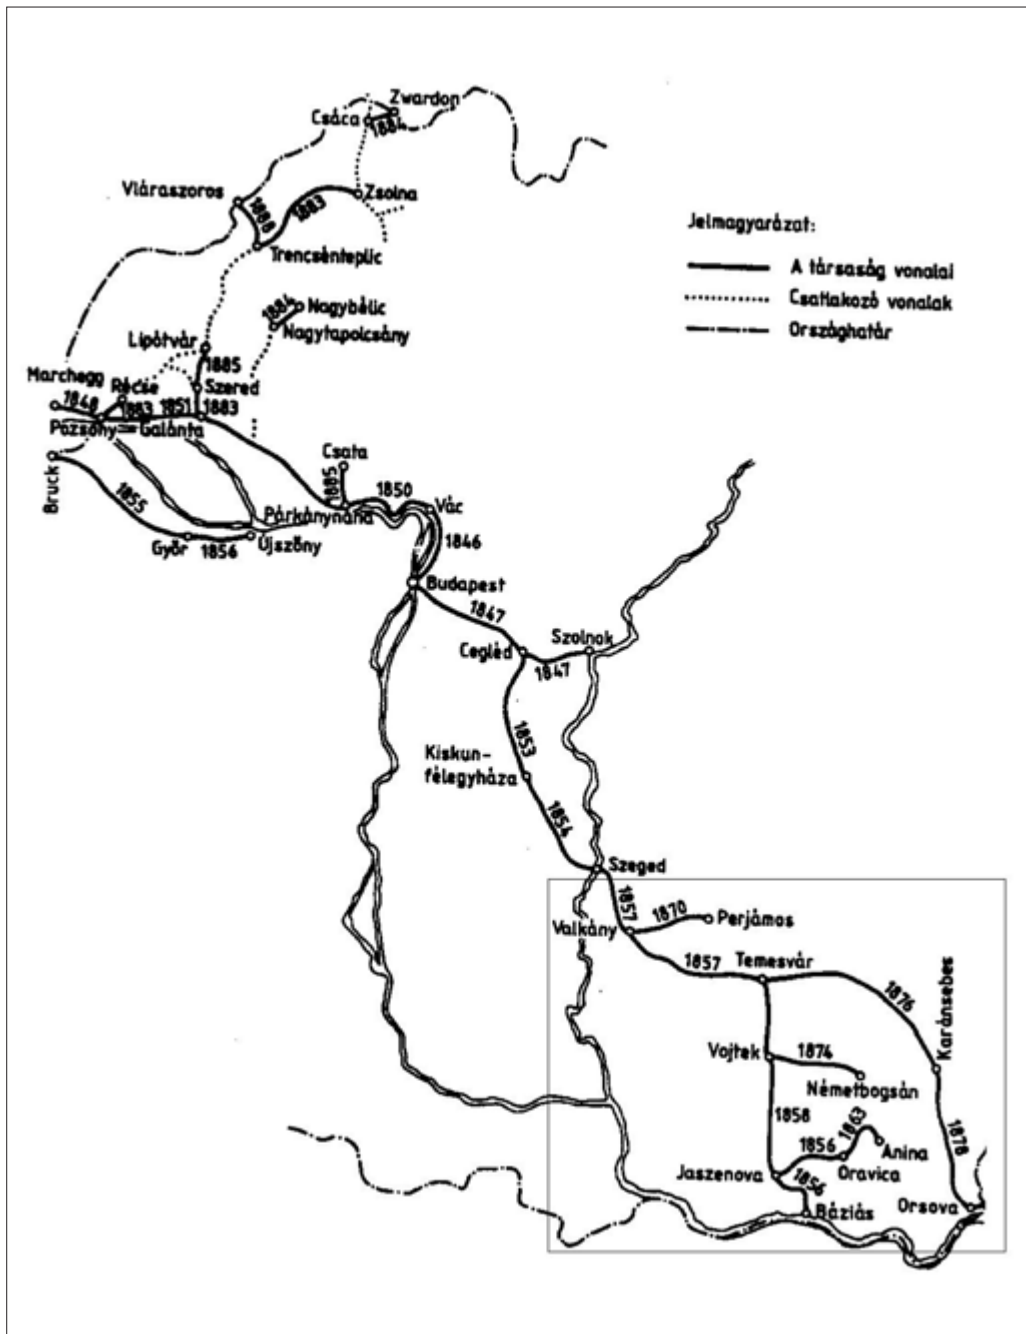 Zwardon
Csáca
1884
Vláraszoros
Zsolna
1888
1883
Trencsénteplic
Jelmagyarázat:
A társaság vonalai
Csatlakozó vonalak
Országhatár
1884
Nagybélic
Nagytapolcsány
Lipótvár
1885
Marchegg
Récse
Szered
1848
1883
1851
1883
Pozsony
Galánta
Csata
Bruck
1885
1850
Vác
1855
Párkánynána
Győr
1856
Újszőny
1846
Budapest
1847
Szolnok
Cegléd
1847
1853
Kiskun-
félegyháza
1854
Szeged
1857
1870
Perjámos
Valkány
1857
Temesvár
1876
Karánsebes
Vojtek
1874
Németbogsán
1858
1863
1878
1856
Anina
Oravica
Jaszenova
1856
Báziás
Orsova